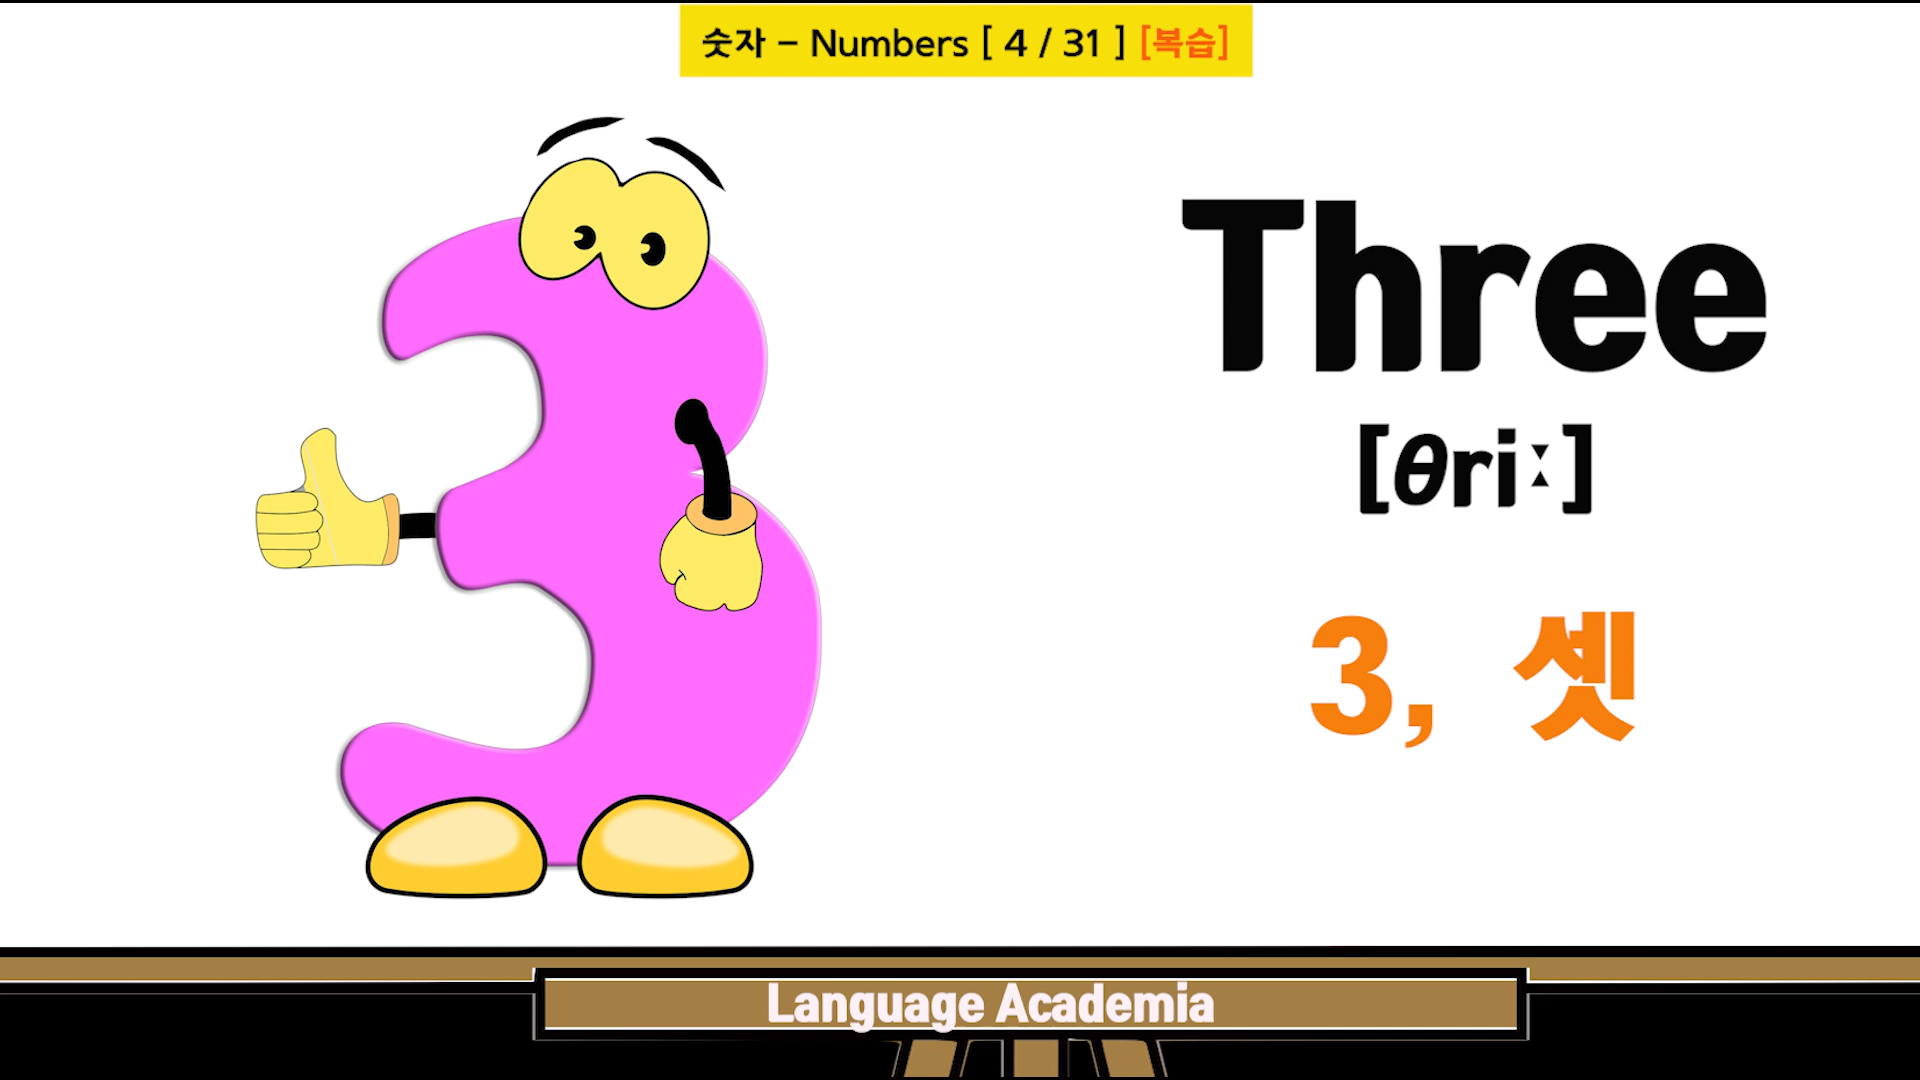 숫자 – Numbers [ 4 / 31 ] [복습]
Three
[θriː]
3, 셋
Language Academia